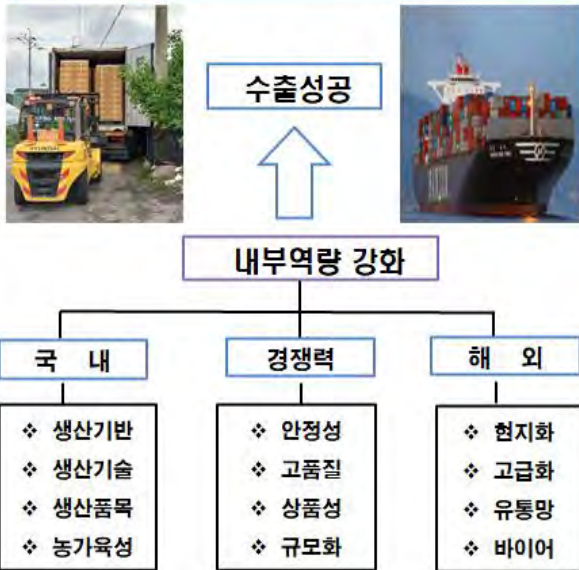 수출성공
내부역량 강화
국 내
경쟁력
해 외
❖ 생산기반
❖ 생산기술
❖ 생산품목
❖ 농가육성
❖ 안정성
❖ 고품질
❖ 상품성
❖ 규모화
❖ 현지화
❖ 고급화
❖ 유통망
❖ 바이어